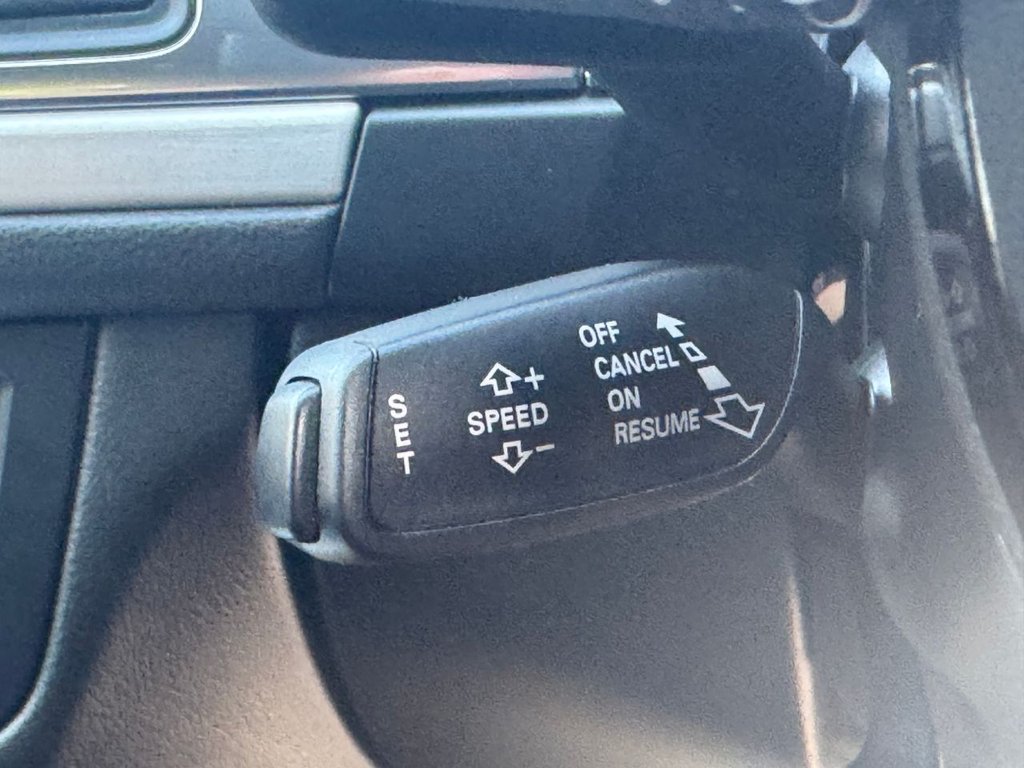 SET
+
SPEED
-
OFF
CANCEL
ON
RESUME